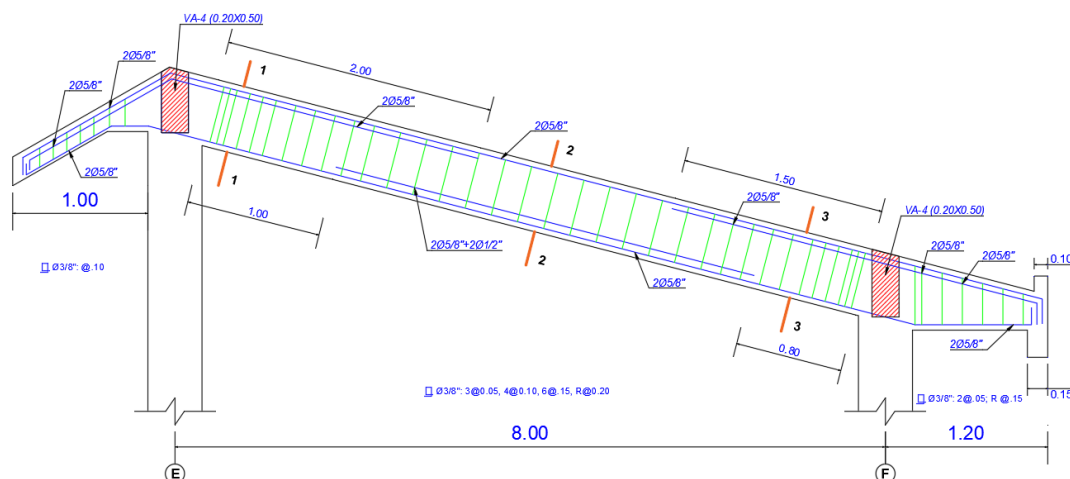 VA-4 (0.20X0.50)
2Ø5/8"
2Ø5/8"
2Ø5/8"
1.00
Ø3/8": @.10
1
1
2.00
1.00
2Ø5/8"
2Ø5/8"
2
2
2Ø5/8"+2Ø1/2"
2Ø5/8"
1.50
2Ø5/8"
3
3
0.80
VA-4 (0.20X0.50)
2Ø5/8"
2Ø5/8"
2Ø5/8"
0.10
0.15
Ø3/8": 3@0.05, 4@0.10, 6@.15, R@0.20
Ø3/8": 2@.05; R @.15
8.00
1.20
E
F